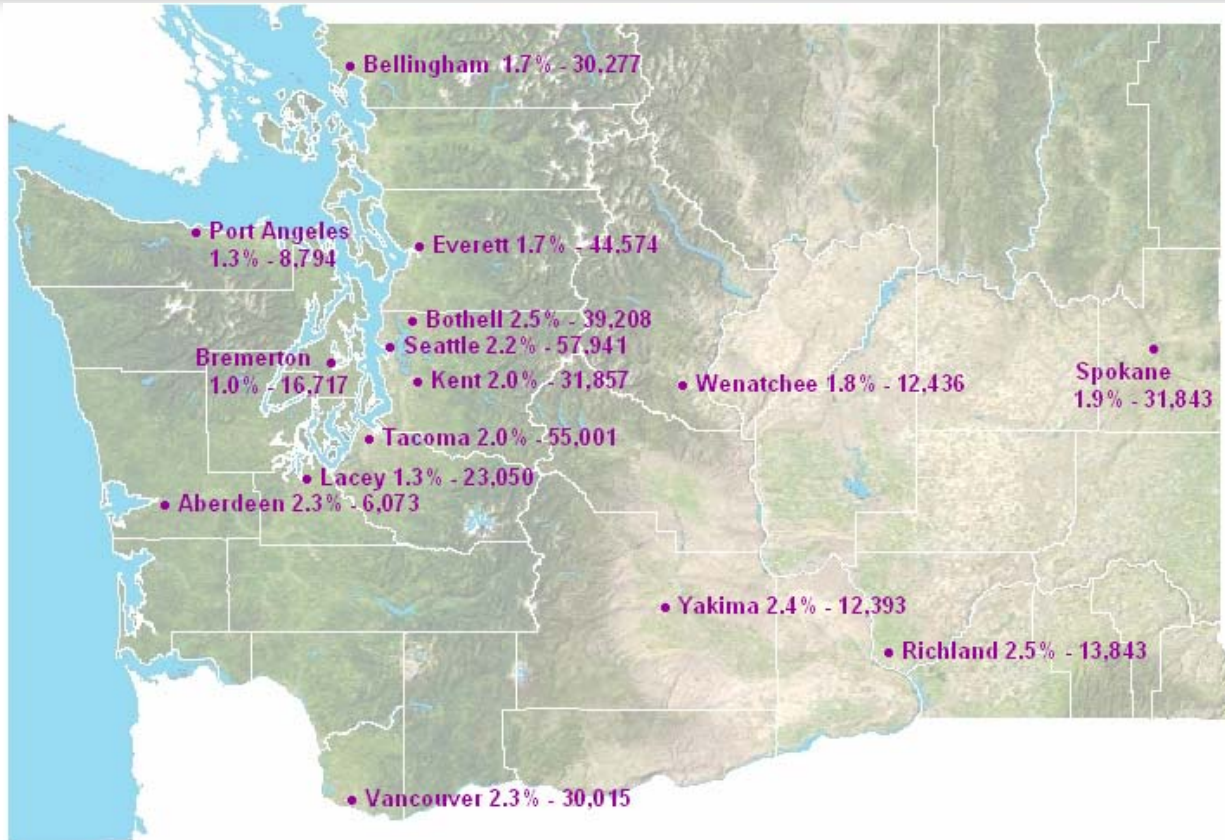 Bellingham 1.7% - 30,277
Port Angeles
1.3% - 8,794
Everett 1.7% - 44,574
Bothell 2.5% - 39,208
Seattle 2.2% - 57,941
Bremerton
1.0% - 16,717
Kent 2.0% - 31,857
Wenatchee 1.8% - 12,436
Spokane
1.9% - 31,843
Tacoma 2.0% - 55,001
Lacey 1.3% - 23,050
Aberdeen 2.3% - 6,073
Yakima 2.4% - 12,393
Richland 2.5% - 13,843
Vancouver 2.3% - 30,015